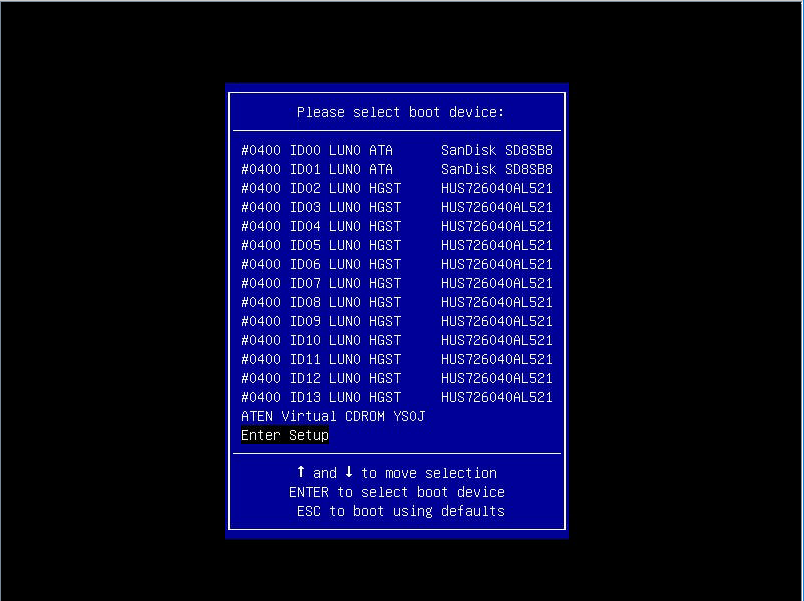 Please select boot device:
#0400 ID00 LUN0 ATA SanDisk SD8SB8
#0400 ID01 LUN0 ATA SanDisk SD8SB8
#0400 ID02 LUN0 HGST HUS726040AL521
#0400 ID03 LUN0 HGST HUS726040AL521
#0400 ID04 LUN0 HGST HUS726040AL521
#0400 ID05 LUN0 HGST HUS726040AL521
#0400 ID06 LUN0 HGST HUS726040AL521
#0400 ID07 LUN0 HGST HUS726040AL521
#0400 ID08 LUN0 HGST HUS726040AL521
#0400 ID09 LUN0 HGST HUS726040AL521
#0400 ID10 LUN0 HGST HUS726040AL521
#0400 ID11 LUN0 HGST HUS726040AL521
#0400 ID12 LUN0 HGST HUS726040AL521
#0400 ID13 LUN0 HGST HUS726040AL521
ATEN Virtual CDROM YS0J
Enter Setup
↑ and ↓ to move selection
ENTER to select boot device
ESC to boot using defaults